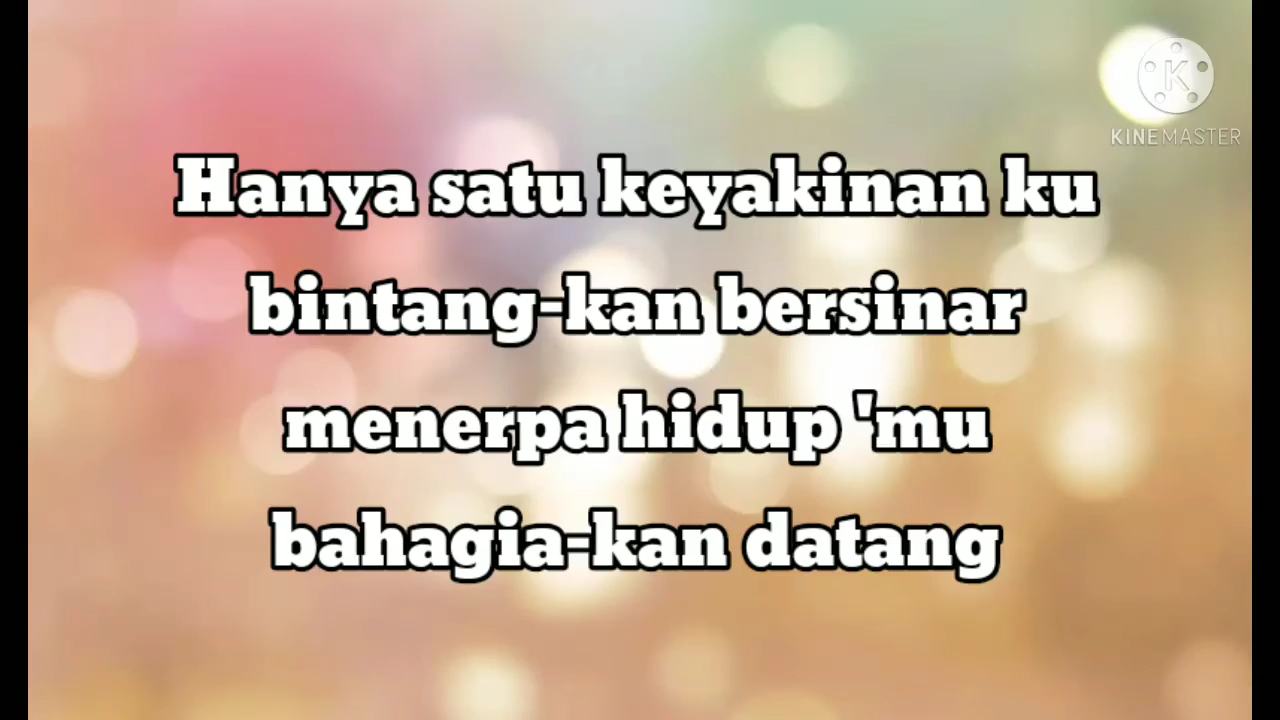 KINEMASTER
Hanya satu keyakinan ku
bintang-kan bersinar
menerpa hidup 'mu
bahagia-kan datang